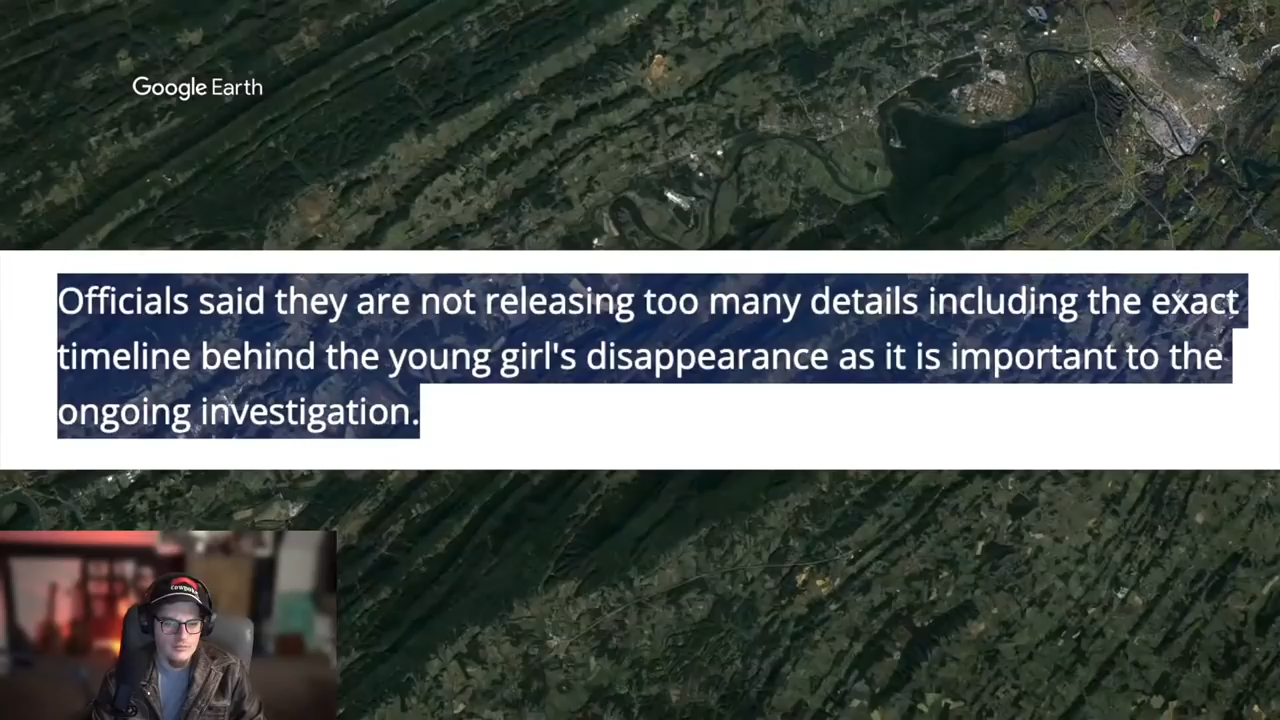 Google Earth
Officials said they are not releasing too many details including the exact
timeline behind the young girl's disappearance as it is important to the
ongoing investigation.